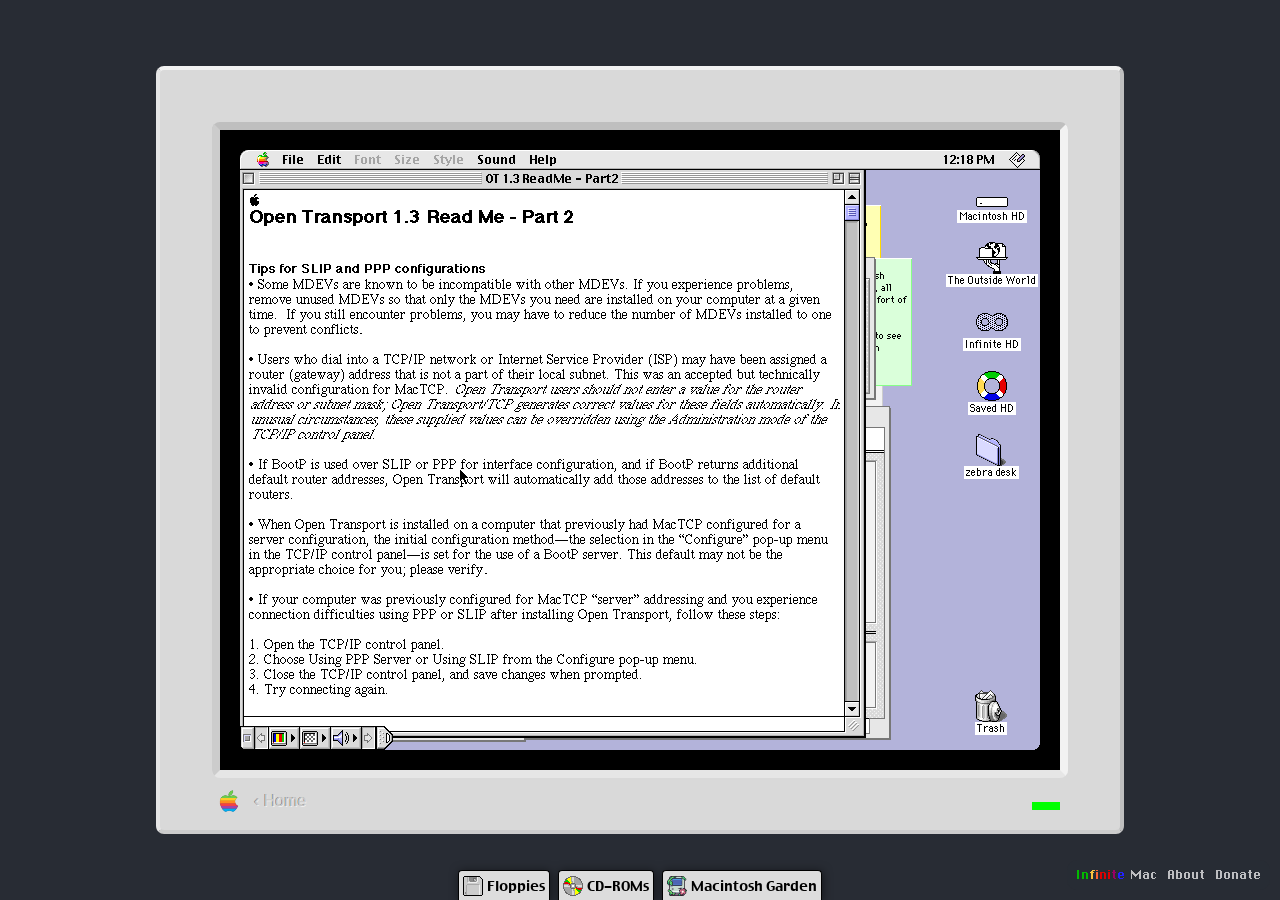 File Edit Font Size Style Sound Help 12:18 PM
OT 1.3 ReadMe - Part2
Open Transport 1.3 Read Me - Part 2
Tips for SLIP and PPP configurations
• Some MDEVs are known to be incompatible with other MDEVs. If you experience problems,
remove unused MDEVs so that only the MDEVs you need are installed on your computer at a given
time. If you still encounter problems, you may have to reduce the number of MDEVs installed to one
to prevent conflicts.
• Users who dial into a TCP/IP network or Internet Service Provider (ISP) may have been assigned a
router (gateway) address that is not a part of their local subnet. This was an accepted but technically
invalid configuration for MacTCP. Open Transport users should not enter a value for the router
address or subnet mask; Open Transport/TCP generates correct values for these fields automatically. In
unusual circumstances, these supplied values can be overridden using the Administration mode of the
TCP/IP control panel.
• If BootP is used over SLIP or PPP for interface configuration, and if BootP returns additional
default router addresses, Open Transport will automatically add those addresses to the list of default
routers.
• When Open Transport is installed on a computer that previously had MacTCP configured for a
server configuration, the initial configuration method—the selection in the “Configure” pop-up menu
in the TCP/IP control panel—is set for the use of a BootP server. This default may not be the
appropriate choice for you; please verify.
• If your computer was previously configured for MacTCP “server” addressing and you experience
connection difficulties using PPP or SLIP after installing Open Transport, follow these steps:
1. Open the TCP/IP control panel.
2. Choose Using PPP Server or Using SLIP from the Configure pop-up menu.
3. Close the TCP/IP control panel, and save changes when prompted.
4. Try connecting again.
sh
, all
fort of
to see
n
Macintosh HD
The Outside World
Infinite HD
Saved HD
zebra desk
Trash
‹ Home
Floppies
CD-ROMs
Macintosh Garden
Infinite Mac About Donate